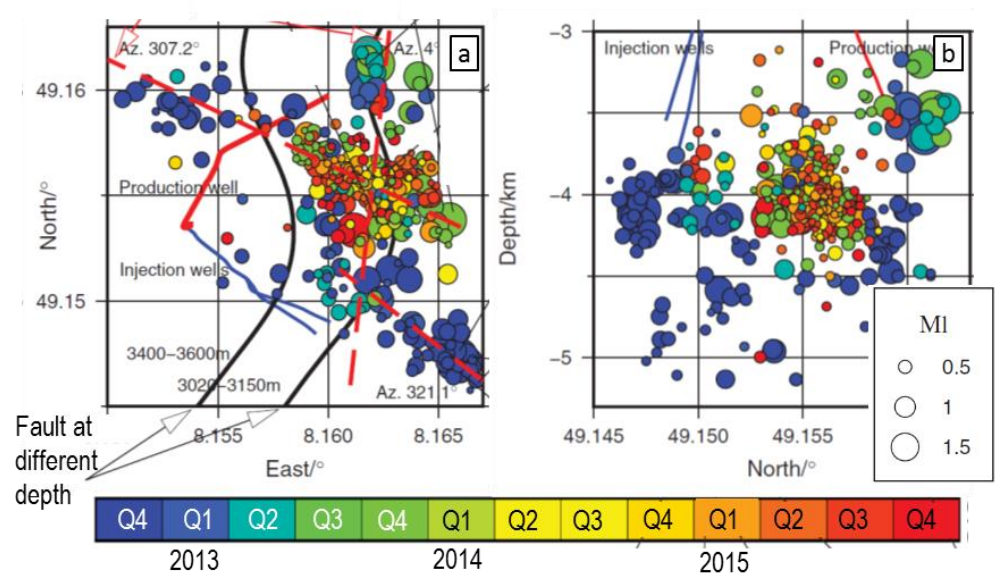 Az. 307.2°
Az. 4°
a
49.16
North/°
Production well
Injection wells
49.15
3400–3600m
3020–3150m
Az. 321.1°
8.155
8.160
8.165
East/°
Fault at
different
depth
b
–3
Injection wells
Production we
Depth/km
–4
–5
49.145
49.150
49.155
North/°
Ml
0.5
1
1.5
Q4 Q1 Q2 Q3 Q4 Q1 Q2 Q3 Q4 Q1 Q2 Q3 Q4
2013 2014 2015